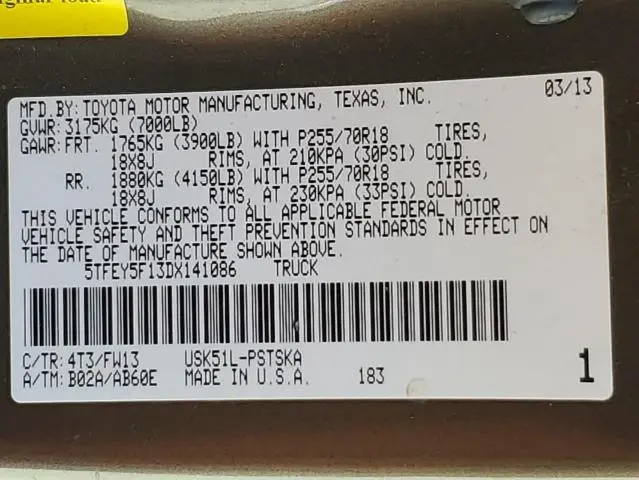 MFD.BY:TOYOTA MOTOR MANUFACTURING, TEXAS, INC. 03/13
GVWR:3175KG (7000LB)
GAWR:FRT. 1765KG (3900LB) WITH P255/70R18 TIRES,
18X8J RIMS, AT 210KPA (30PSI) COLD.
RR. 1880KG (4150LB) WITH P255/70R18 TIRES,
18X8J RIMS, AT 230KPA (33PSI) COLD.
THIS VEHICLE CONFORMS TO ALL APPLICABLE FEDERAL MOTOR
VEHICLE SAFETY AND THEFT PREVENTION STANDARDS IN EFFECT ON
THE DATE OF MANUFACTURE SHOWN ABOVE.
5TFEY5F13DX141086 TRUCK
C/TR:4T3/FW13 USK51L-PSTSKA
A/TM:B02A/AB60E MADE IN U.S.A. 183 1